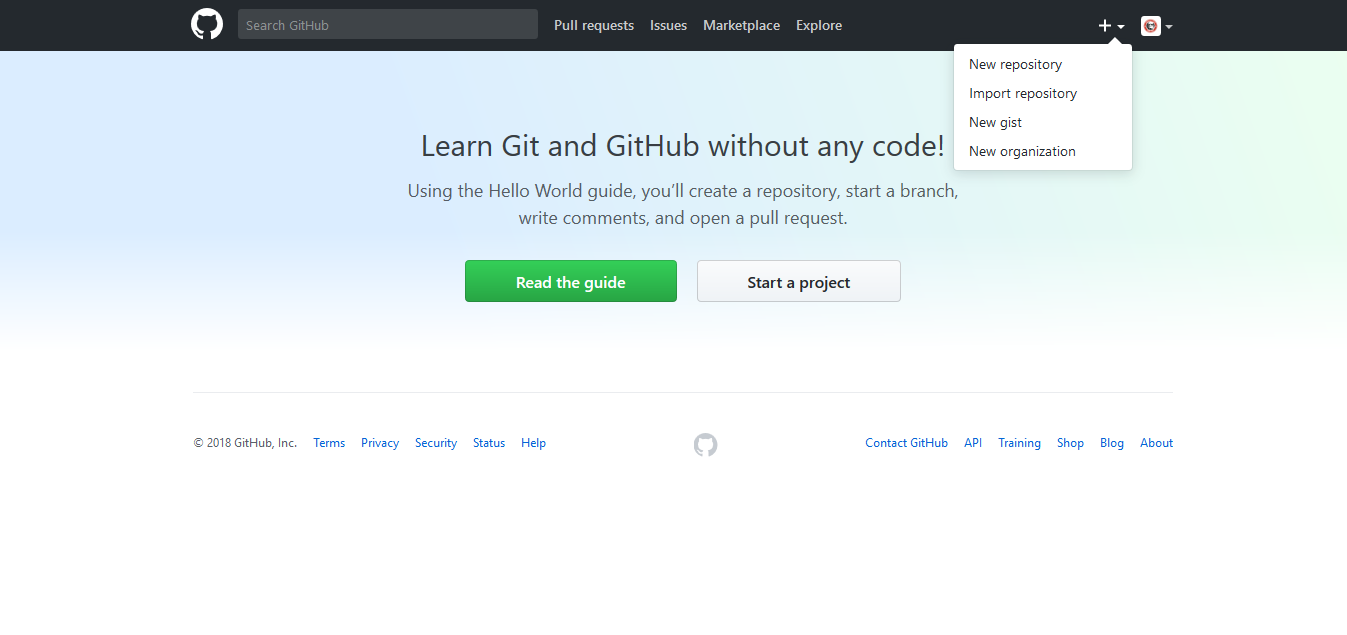 Search GitHub
Pull requests
Issues
Marketplace
Explore
New repository
Import repository
New gist
New organization
Learn Git and GitHub without any code!
Using the Hello World guide, you’ll create a repository, start a branch,
write comments, and open a pull request.
Read the guide
Start a project
© 2018 GitHub, Inc.
Terms
Privacy
Security
Status
Help
Contact GitHub
API
Training
Shop
Blog
About